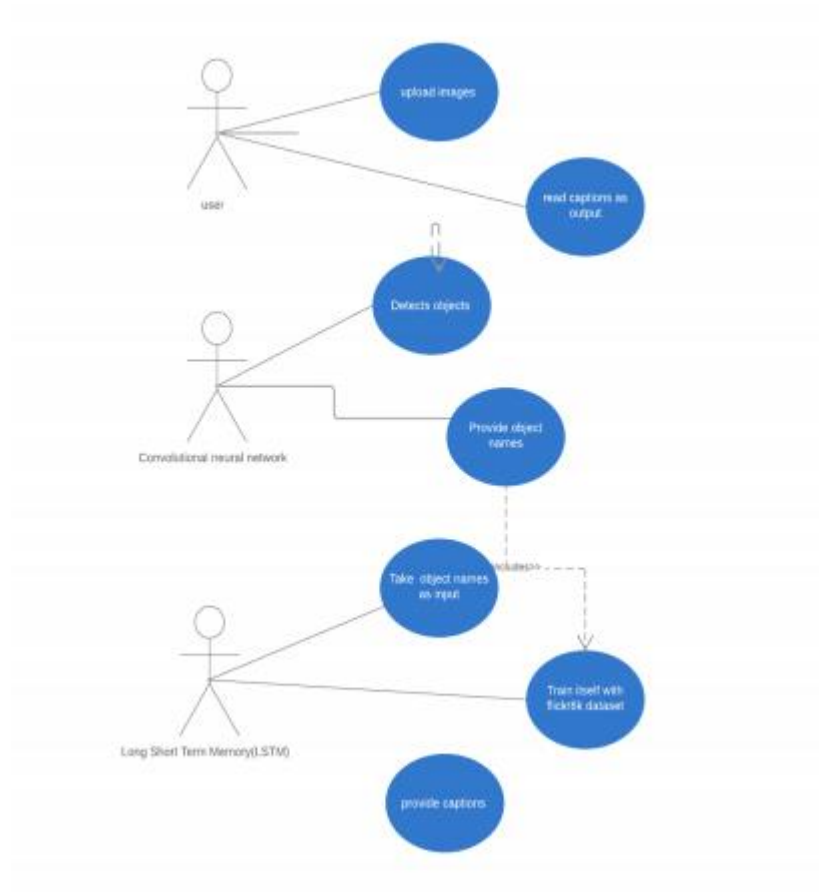 upload images
user
read captions as
output
Detects objects
Convolutional neural network
Provide object
names
Take object names
as input
Long Short Term Memory(LSTM)
Train itself with
dataset
provide captions